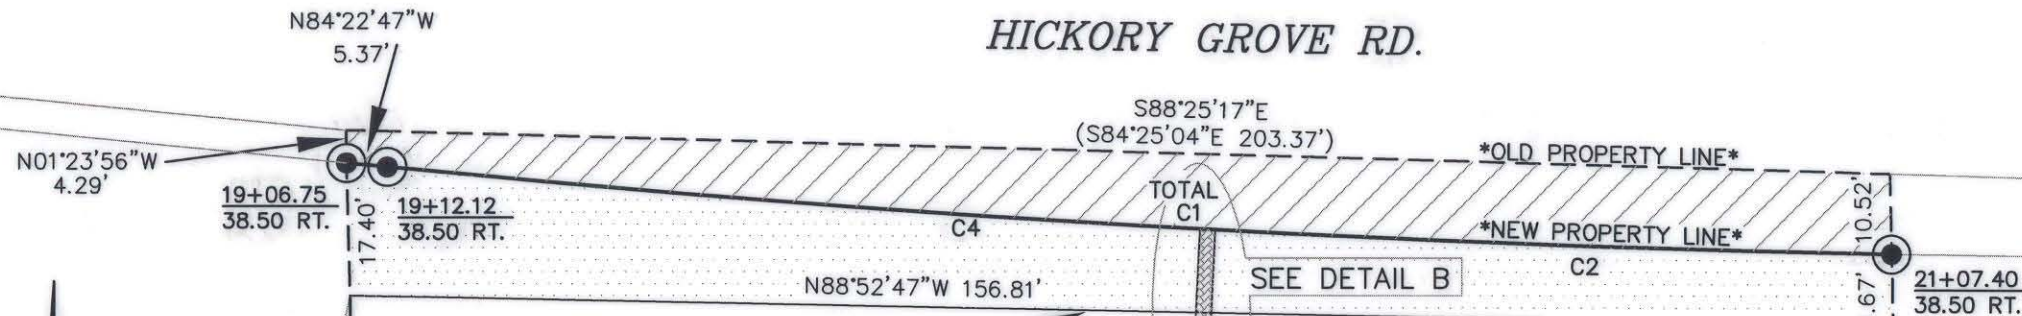 N84°22'47"W
5.37'
HICKORY GROVE RD.
S88°25'17"E
(S84°25'04"E 203.37')
N01°23'56"W
4.29'
*OLD PROPERTY LINE*
19+06.75
38.50 RT.
17.40'
19+12.12
38.50 RT.
TOTAL
C1
C4
10.52'
*NEW PROPERTY LINE*
C2
N88°52'47"W 156.81'
SEE DETAIL B
.67'
21+07.40
38.50 RT.